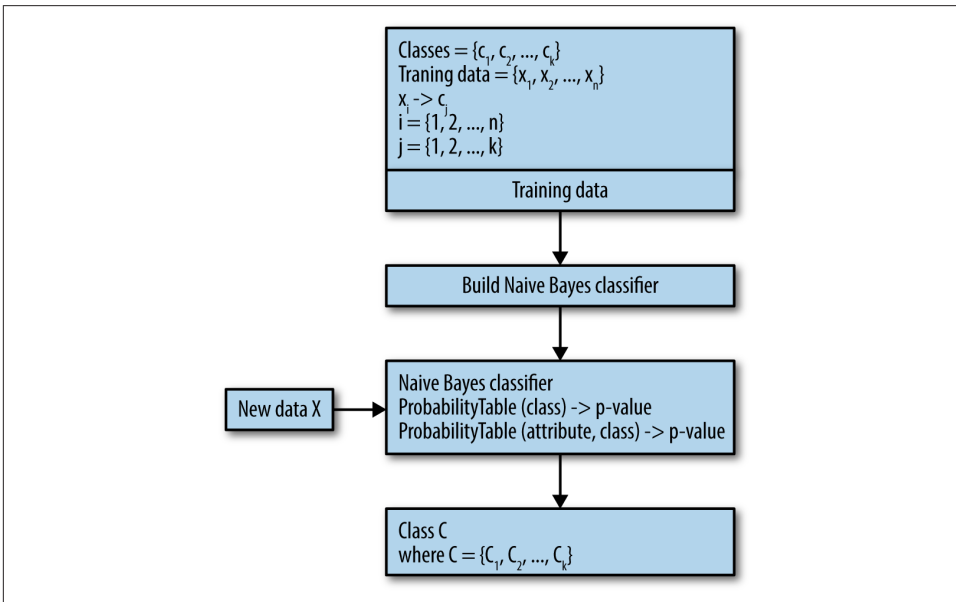 Classes = {c₁, c₂, ..., cₖ}
Traning data = {x₁, x₂, ..., xₙ}
xᵢ -> cⱼ
i = {1, 2, ..., n}
j = {1, 2, ..., k}
Training data
Build Naive Bayes classifier
New data X
Naive Bayes classifier
ProbabilityTable (class) -> p-value
ProbabilityTable (attribute, class) -> p-value
Class C
where C = {C₁, C₂, ..., Cₖ}